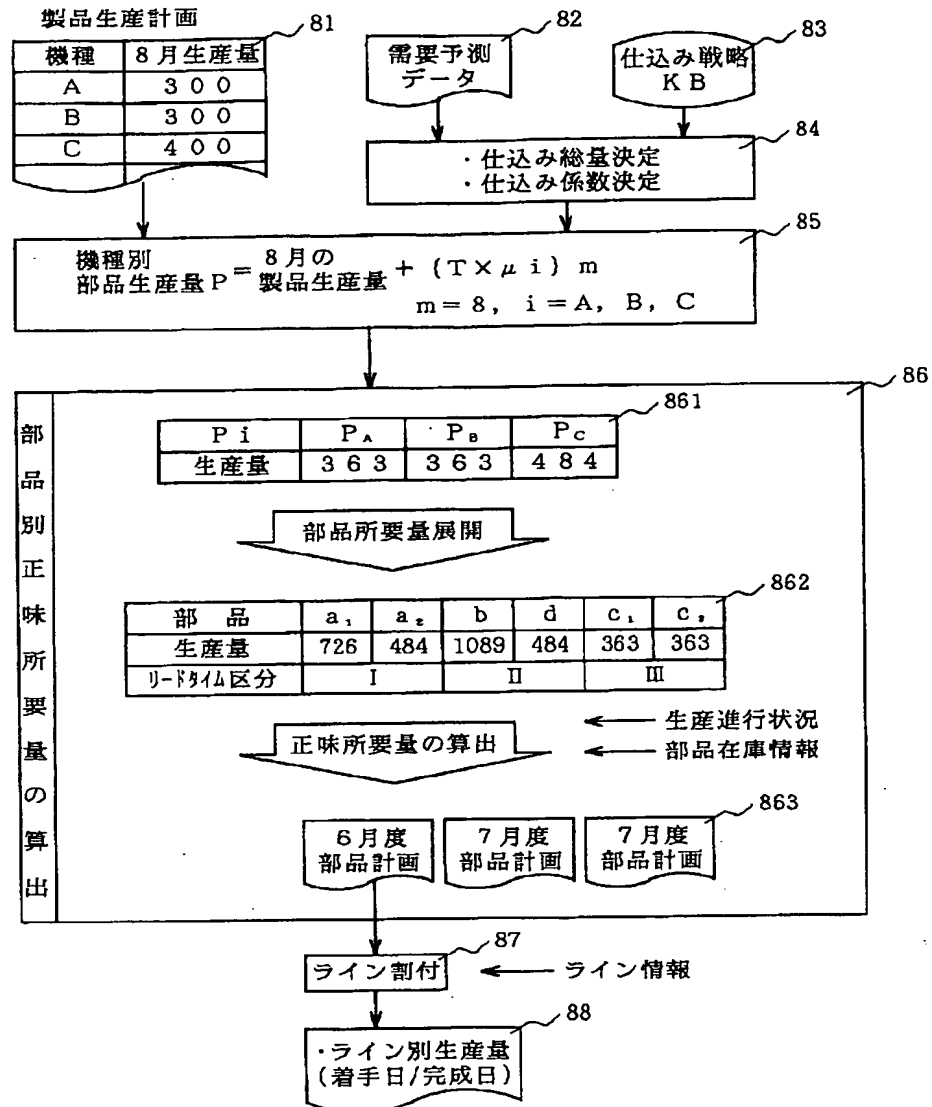 製品生産計画
81
機種 8月生産量
A 300
B 300
C 400
82
需要予測
データ
83
仕込み戦略
KB
84
・仕込み総量決定
・仕込み係数決定
85
機種別
部品生産量P=8月の製品生産量+{T×μi}m
m=8, i=A, B, C
86
部品別正味所要量の算出
861
Pi PA PB PC
生産量 363 363 484
部品所要量展開
862
部品 a₁ a₂ b d c₁ c₂
生産量 726 484 1089 484 363 363
リードタイム区分 I II III
正味所要量の算出
生産進行状況
部品在庫情報
863
6月度
部品計画
7月度
部品計画
7月度
部品計画
87
ライン割付
ライン情報
88
・ライン別生産量
(着手日/完成日)